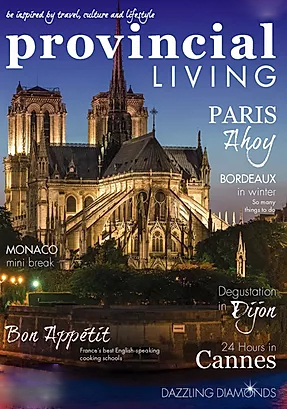 be inspired by travel, culture and lifestyle
provincial
LIVING
PARIS
Ahoy
BORDEAUX
in winter
So many
things to do
MONACO
mini break
Degustation
in Dijon
Bon Appétit
France's best English-speaking
cooking schools
24 Hours in
Cannes
DAZZLING DIAMONDS